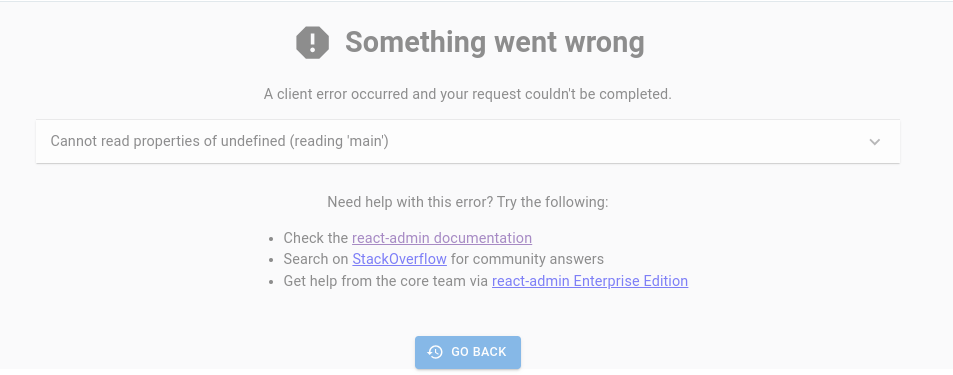 Something went wrong
A client error occurred and your request couldn't be completed.
Cannot read properties of undefined (reading 'main')
Need help with this error? Try the following:
Check the react-admin documentation
Search on StackOverflow for community answers
Get help from the core team via react-admin Enterprise Edition
GO BACK